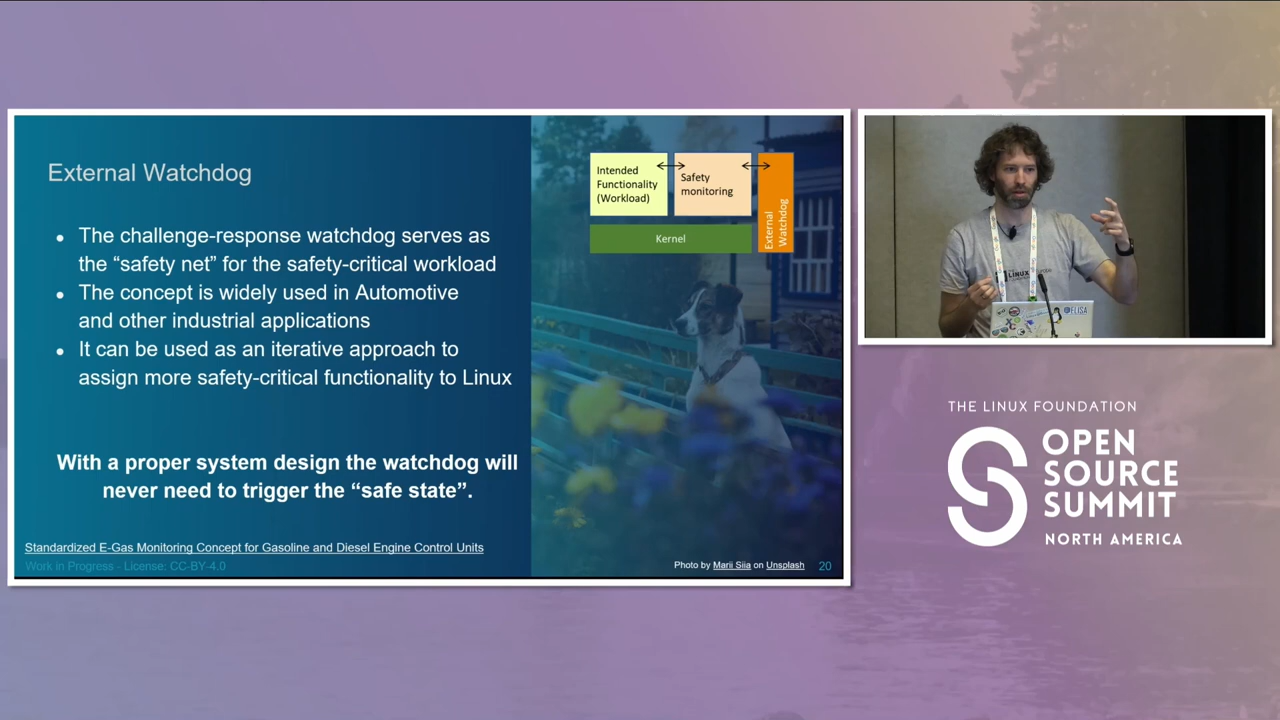 External Watchdog
The challenge-response watchdog serves as
the “safety net” for the safety-critical workload
The concept is widely used in Automotive
and other industrial applications
It can be used as an iterative approach to
assign more safety-critical functionality to Linux
With a proper system design the watchdog will
never need to trigger the “safe state”.
Standardized E-Gas Monitoring Concept for Gasoline and Diesel Engine Control Units
Work in Progress - License: CC-BY-4.0
Intended
Functionality
(Workload)
Safety
monitoring
External
Watchdog
Kernel
Photo by Marii Siia on Unsplash
20
LINUX
ELISA
THE LINUX FOUNDATION
OPEN
SOURCE
SUMMIT
NORTH AMERICA